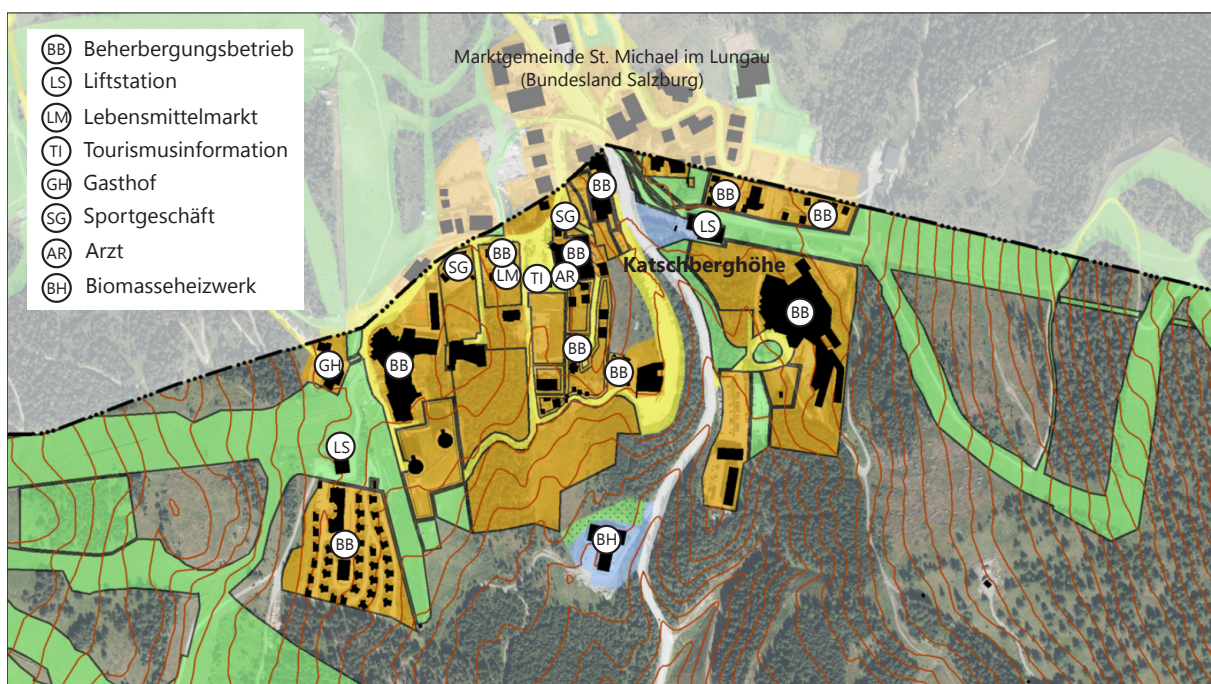 BB Beherbergungsbetrieb
LS Liftstation
LM Lebensmittelmarkt
TI Tourismusinformation
GH Gasthof
SG Sportgeschäft
AR Arzt
BH Biomasseheizwerk
Marktgemeinde St. Michael im Lungau
(Bundesland Salzburg)
BB
BB
BB
SG
LS
BB
BB
SG
LM
TI
AR
Katschberghöhe
BB
BB
GH
BB
BB
LS
BB
BH